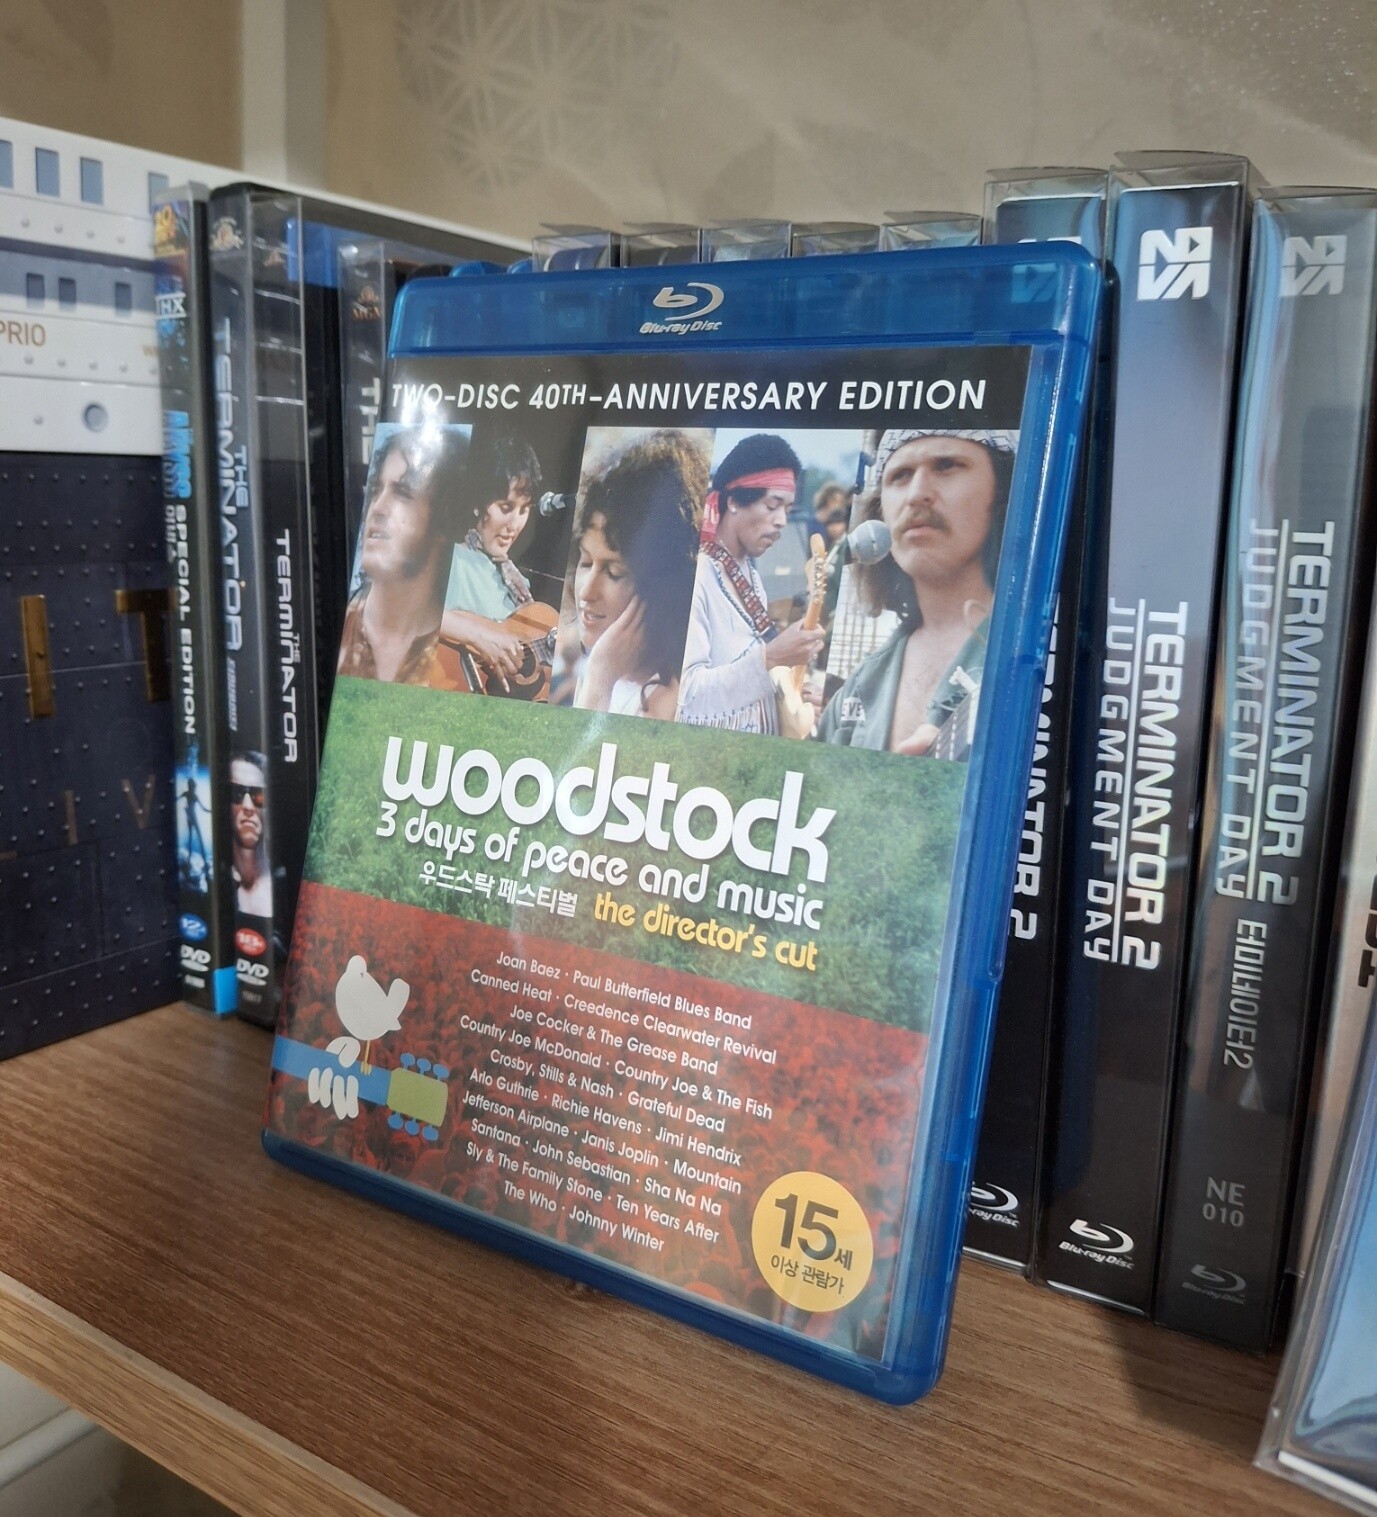 Blu-ray Disc
TWO-DISC 40TH-ANNIVERSARY EDITION
woodstock
3 days of peace and music
우드스탁 페스티벌 the director's cut
Joan Baez · Paul Butterfield Blues Band
Canned Heat · Creedence Clearwater Revival
Joe Cocker & The Grease Band
Country Joe McDonald · Country Joe & The Fish
Crosby, Stills & Nash · Grateful Dead
Arlo Guthrie · Richie Havens · Jimi Hendrix
Jefferson Airplane · Janis Joplin · Mountain
Santana · John Sebastian · Sha Na Na
Sly & The Family Stone · Ten Years After
The Who · Johnny Winter
15세
이상 관람가
PRIO
THX
SPECIAL EDITION
DVD
THE TERMINATOR
DVD
THE TERMINATOR
MGM
THE
TERMINATOR 2
Blu-ray Disc
TERMINATOR 2
JUDGMENT DAY
Blu-ray Disc
TERMINATOR 2
JUDGMENT DAY
터미네이터2
NE
010
Blu-ray Disc